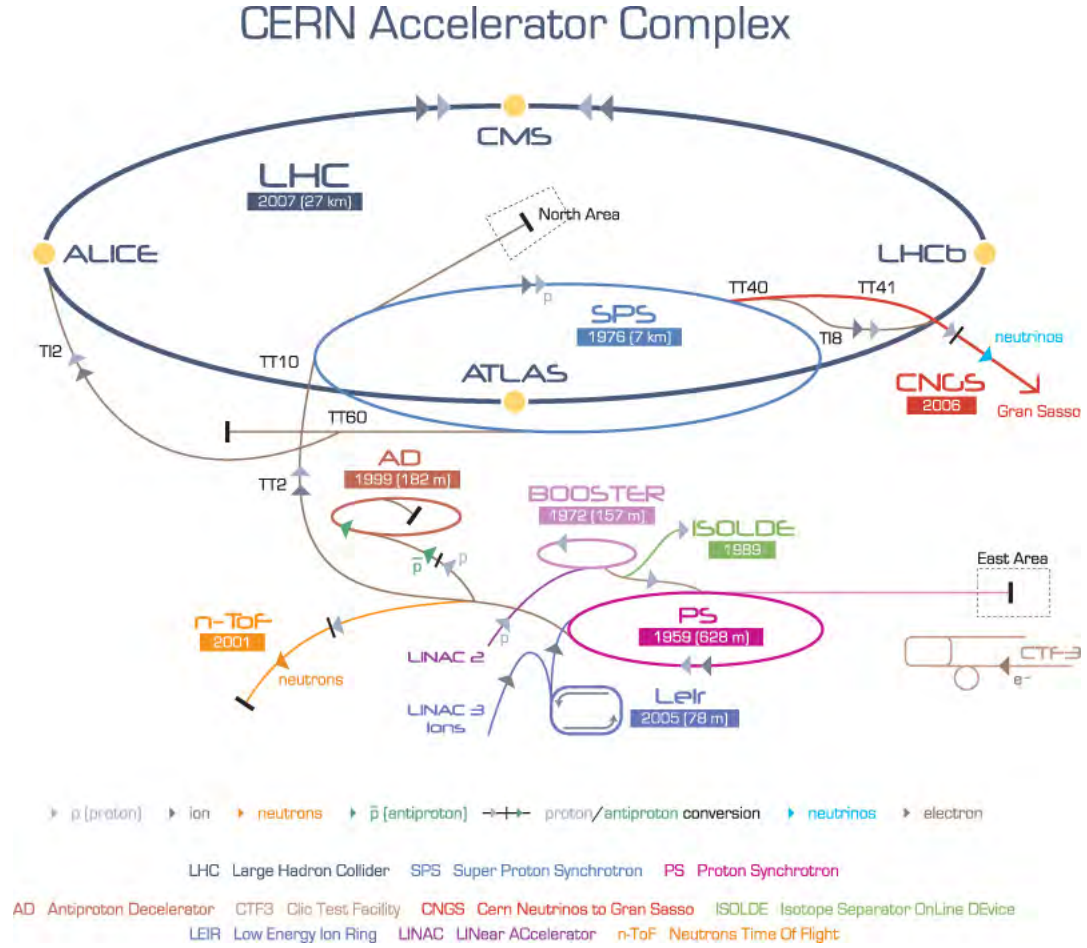 CERN Accelerator Complex
CMS
LHC
2007 (27 km)
North Area
ALICE
LHCb
TT40
TT41
p
SPS
1976 (7 km)
TI8
neutrinos
TI2
TT10
ATLAS
CNGS
2006
Gran Sasso
TT60
AD
1999 (182 m)
TT2
BOOSTER
1972 (157 m)
ISOLDE
1989
p̅
p
East Area
n-ToF
2001
PS
1959 (628 m)
p
LINAC 2
neutrons
CTF-3
e-
LeIr
2005 (78 m)
LINAC 3
Ions
p (proton) ion neutrons p̅ (antiproton) proton/antiproton conversion neutrinos electron
LHC Large Hadron Collider SPS Super Proton Synchrotron PS Proton Synchrotron
AD Antiproton Decelerator CTF3 Clic Test Facility CNGS Cern Neutrinos to Gran Sasso ISOLDE Isotope Separator OnLine DEvice
LEIR Low Energy Ion Ring LINAC LINear ACcelerator n-ToF Neutrons Time Of Flight